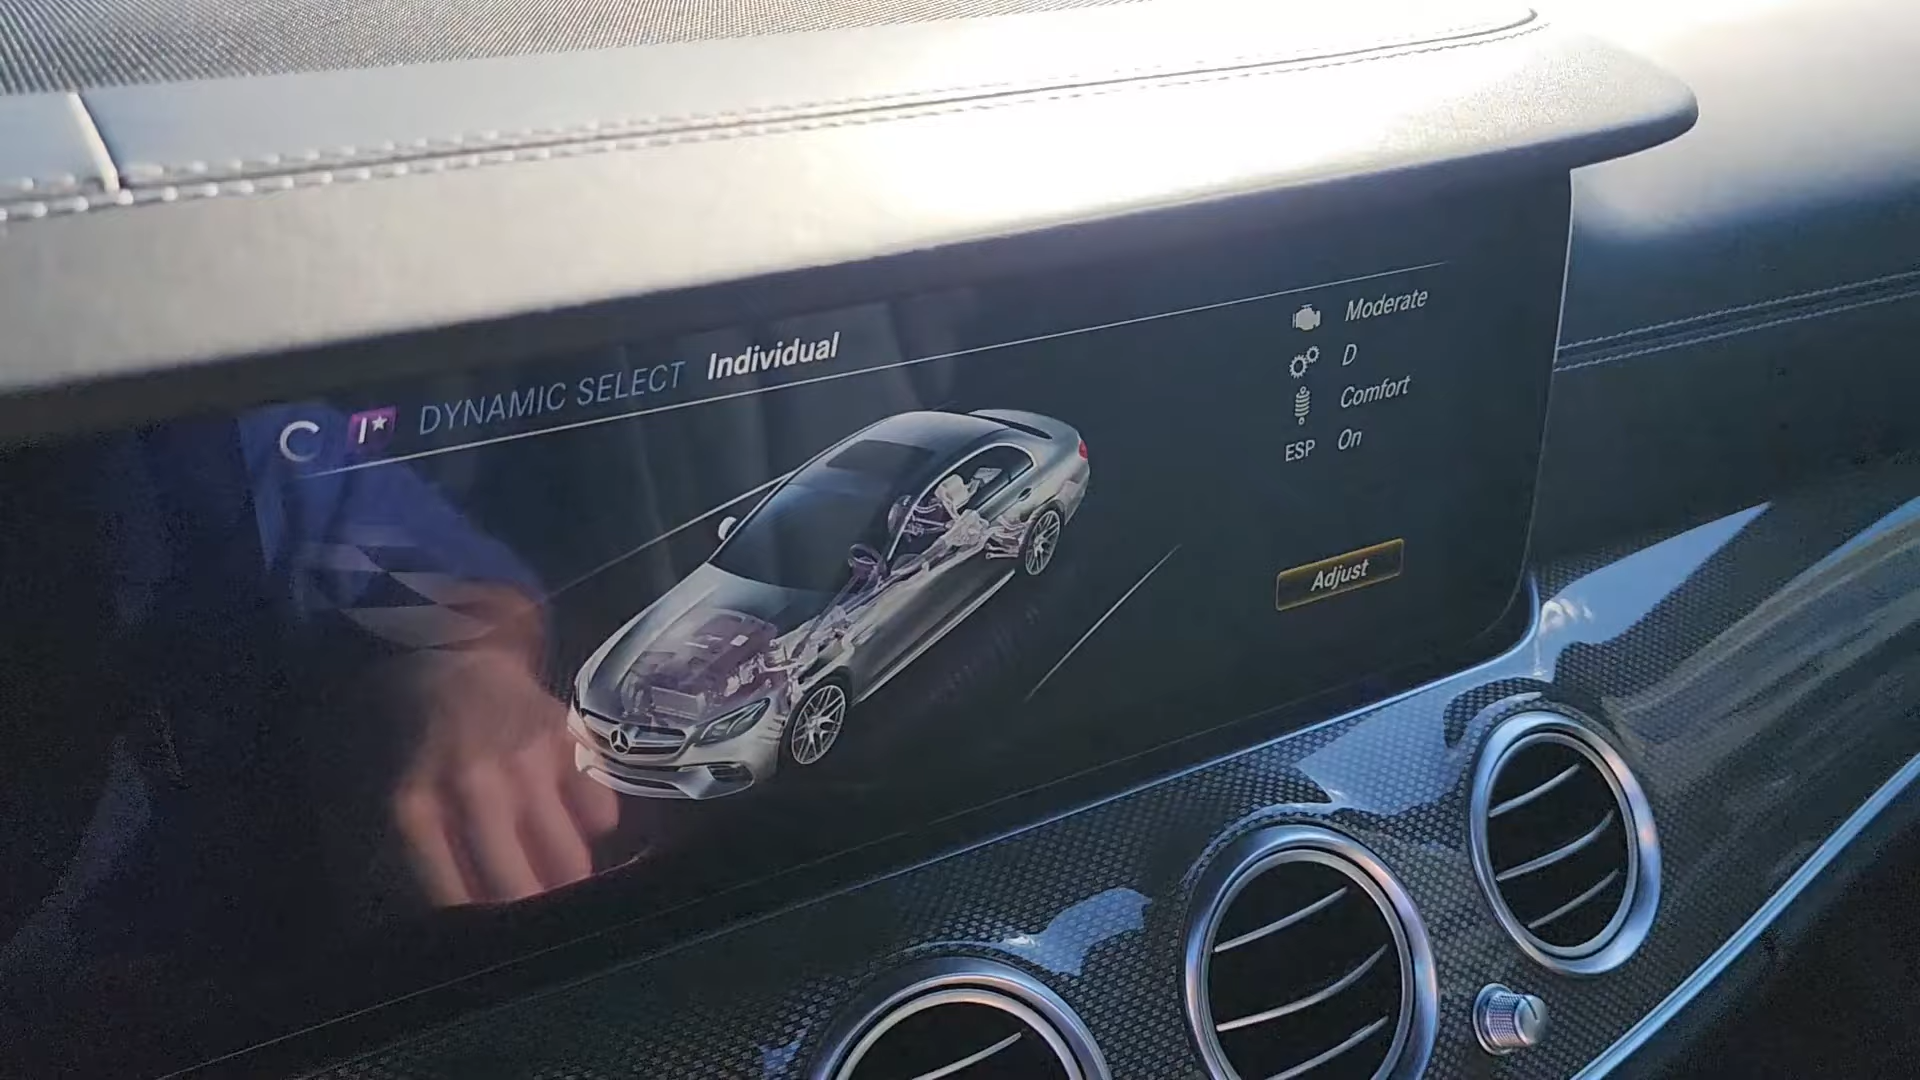 C I★ DYNAMIC SELECT Individual
Moderate
D
Comfort
ESP On
Adjust